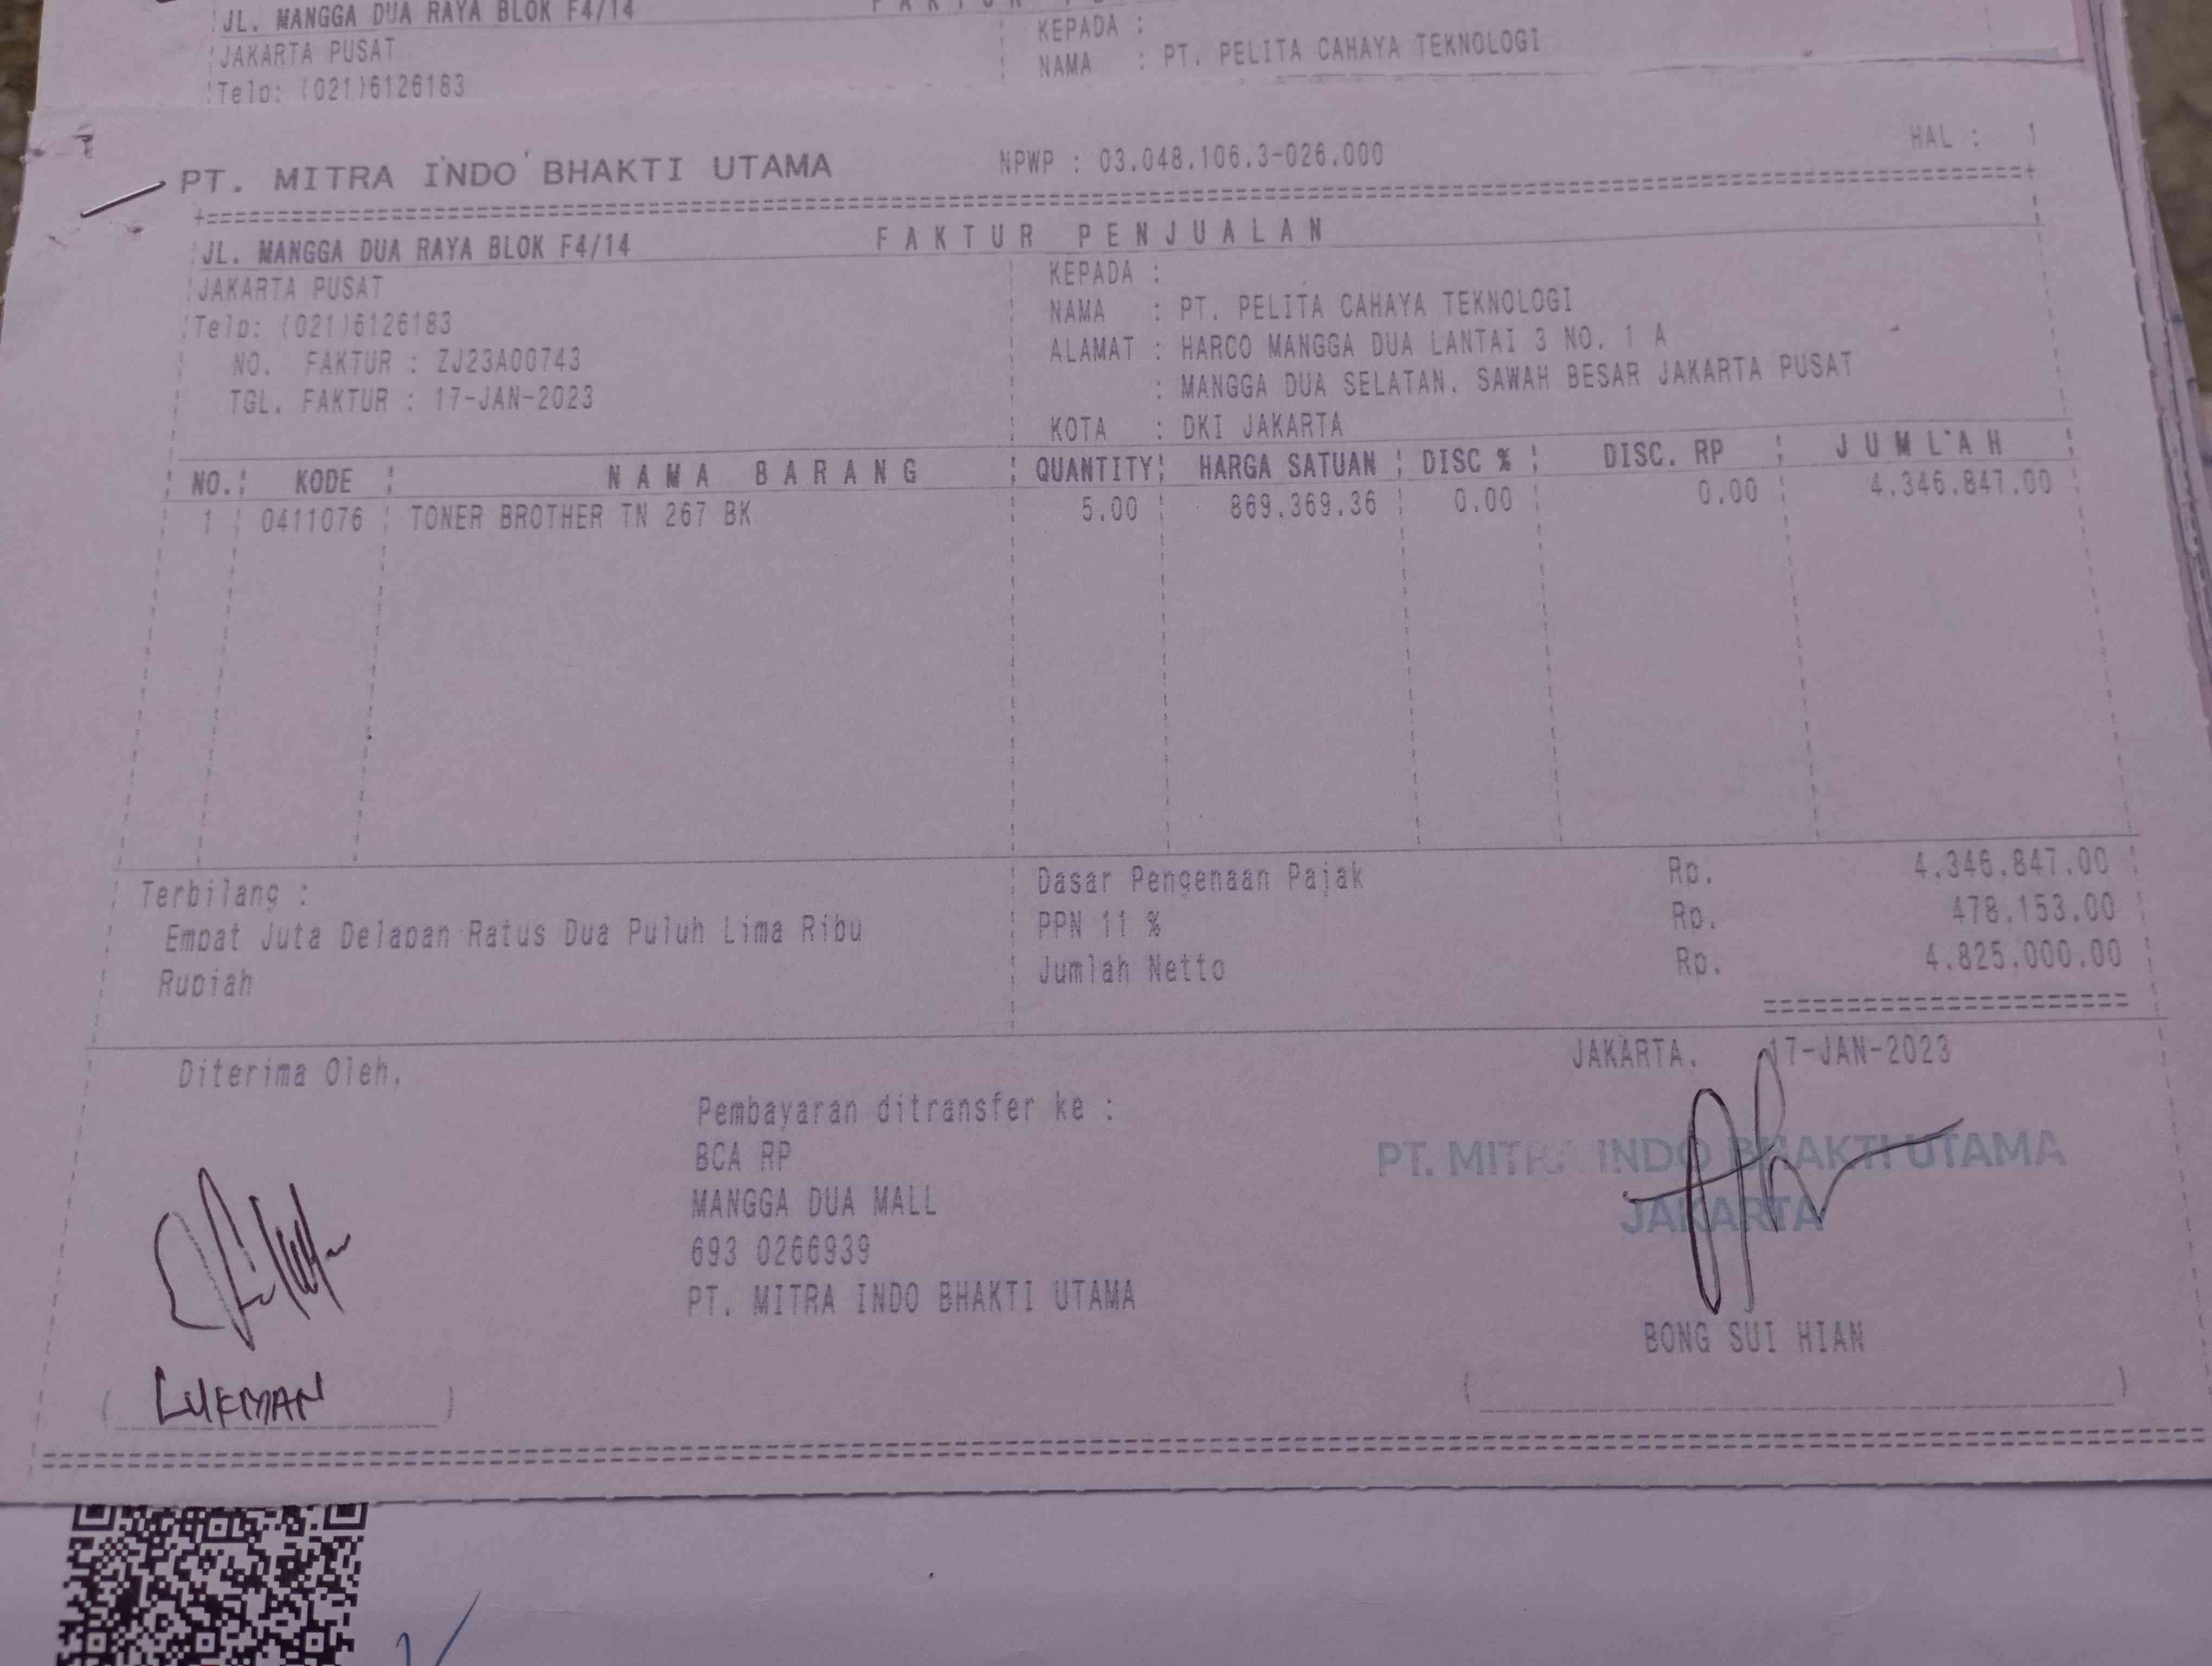 JL. MANGGA DUA RAYA BLOK F4/14
JAKARTA PUSAT
KEPADA :
Telp: (021)6126183
NAMA : PT. PELITA CAHAYA TEKNOLOGI
PT. MITRA INDO BHAKTI UTAMA NPWP : 03.048.106.3-026.000 HAL : 1
FAKTUR PENJUALAN
JL. MANGGA DUA RAYA BLOK F4/14
JAKARTA PUSAT
Telp: (021)6126183
NO. FAKTUR : ZJ23A00743
TGL. FAKTUR : 17-JAN-2023
KEPADA :
NAMA : PT. PELITA CAHAYA TEKNOLOGI
ALAMAT : HARCO MANGGA DUA LANTAI 3 NO. 1 A
: MANGGA DUA SELATAN. SAWAH BESAR JAKARTA PUSAT
KOTA : DKI JAKARTA
NO. KODE NAMA BARANG QUANTITY HARGA SATUAN DISC % DISC. RP JUMLAH
1 0411076 TONER BROTHER TN 267 BK 5.00 869.369.36 0.00 0.00 4.346.847.00
Terbilang :
Empat Juta Delapan Ratus Dua Puluh Lima Ribu
Rupiah
Dasar Pengenaan Pajak Rp. 4.346.847.00
PPN 11 % Rp. 478.153.00
Jumlah Netto Rp. 4.825.000.00
Diterima Oleh.
LUKMAN
Pembayaran ditransfer ke :
BCA RP
MANGGA DUA MALL
693 0266939
PT. MITRA INDO BHAKTI UTAMA
JAKARTA. 17-JAN-2023
PT. MITRA INDO BHAKTI UTAMA
JAKARTA
BONG SUI HIAN